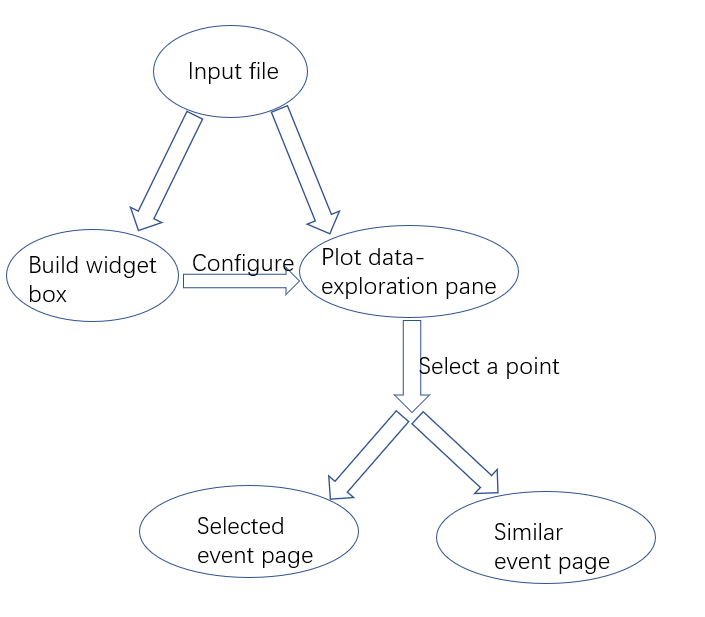 Input file
Build widget
box
Configure
Plot data-
exploration pane
Select a point
Selected
event page
Similar
event page